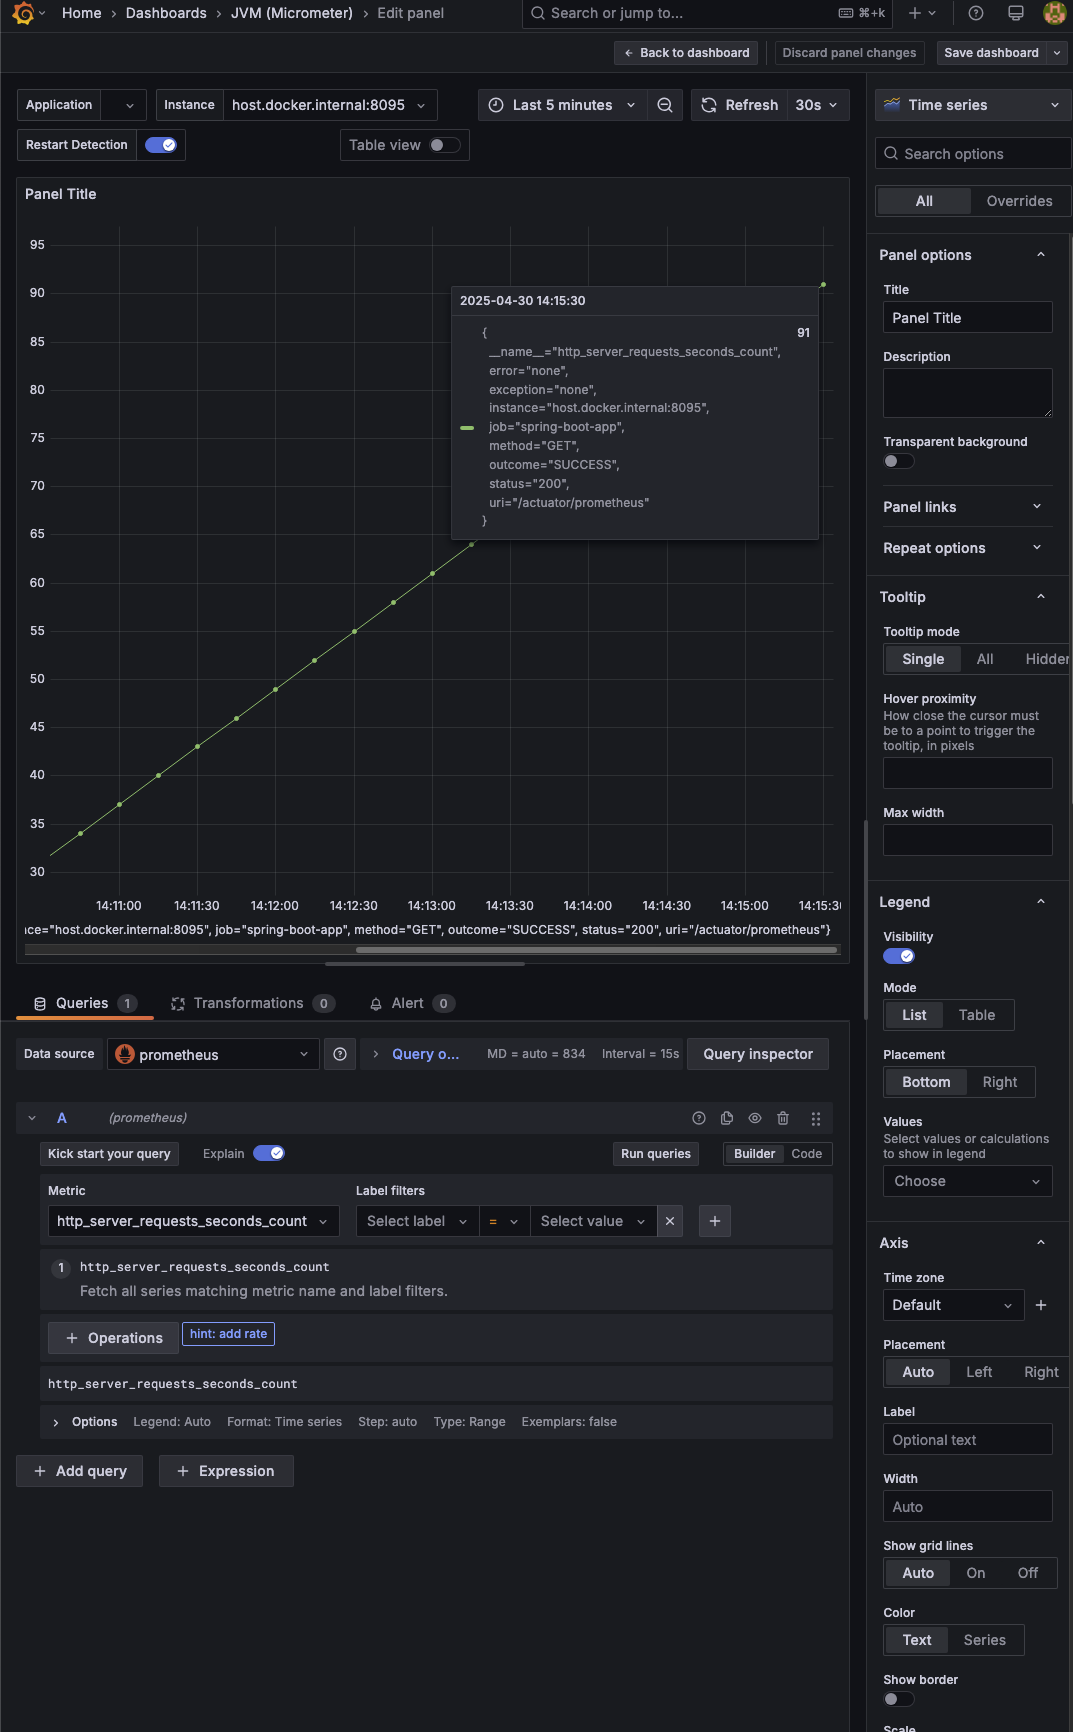 Home › Dashboards › JVM (Micrometer) › Edit panel
Search or jump to...
⌘+k
Back to dashboard
Discard panel changes
Save dashboard
Application
Instance
host.docker.internal:8095
Last 5 minutes
Refresh
30s
Restart Detection
Table view
Panel Title
95
90
85
80
75
70
65
60
55
50
45
40
35
30
2025-04-30 14:15:30
{
91
__name__="http_server_requests_seconds_count",
error="none",
exception="none",
instance="host.docker.internal:8095",
job="spring-boot-app",
method="GET",
outcome="SUCCESS",
status="200",
uri="/actuator/prometheus"
}
14:11:00
14:11:30
14:12:00
14:12:30
14:13:00
14:13:30
14:14:00
14:14:30
14:15:00
14:15:3
ce="host.docker.internal:8095", job="spring-boot-app", method="GET", outcome="SUCCESS", status="200", uri="/actuator/prometheus"}
Queries 1
Transformations 0
Alert 0
Data source
prometheus
Query o...
MD = auto = 834
Interval = 15s
Query inspector
A
(prometheus)
Kick start your query
Explain
Run queries
Builder
Code
Metric
Label filters
http_server_requests_seconds_count
Select label
=
Select value
1
http_server_requests_seconds_count
Fetch all series matching metric name and label filters.
+ Operations
hint: add rate
http_server_requests_seconds_count
Options
Legend: Auto
Format: Time series
Step: auto
Type: Range
Exemplars: false
+ Add query
+ Expression
Time series
Search options
All
Overrides
Panel options
Title
Panel Title
Description
Transparent background
Panel links
Repeat options
Tooltip
Tooltip mode
Single
All
Hidden
Hover proximity
How close the cursor must
be to a point to trigger the
tooltip, in pixels
Max width
Legend
Visibility
Mode
List
Table
Placement
Bottom
Right
Values
Select values or calculations
to show in legend
Choose
Axis
Time zone
Default
Placement
Auto
Left
Right
Label
Optional text
Width
Auto
Show grid lines
Auto
On
Off
Color
Text
Series
Show border
Scale